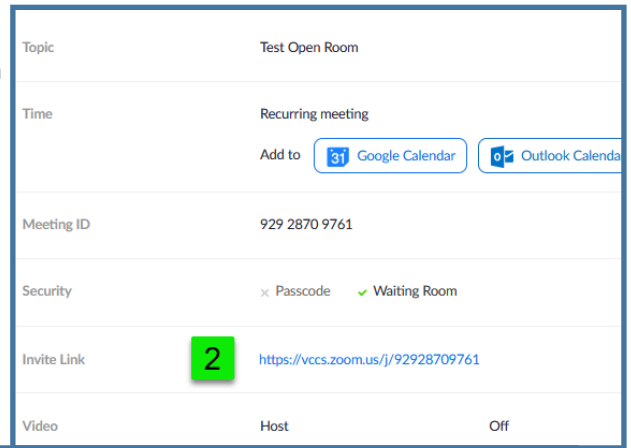 Topic Test Open Room
Time Recurring meeting
Add to 31 Google Calendar Outlook Calenda
Meeting ID 929 2870 9761
Security × Passcode ✓ Waiting Room
Invite Link 2 https://vccs.zoom.us/j/92928709761
Video Host Off